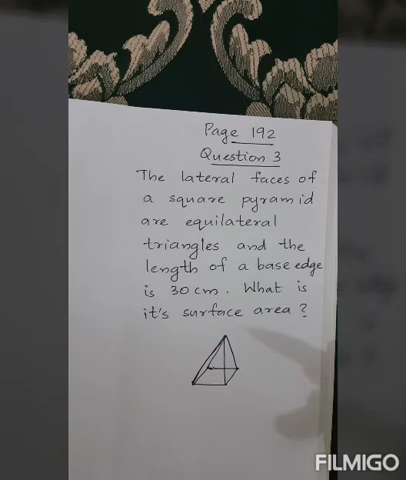 Page 192
Question 3
The lateral faces of
a square pyramid
are equilateral
triangles and the
length of a base edge
is 30 cm. What is
it's surface area?
FILMIGO